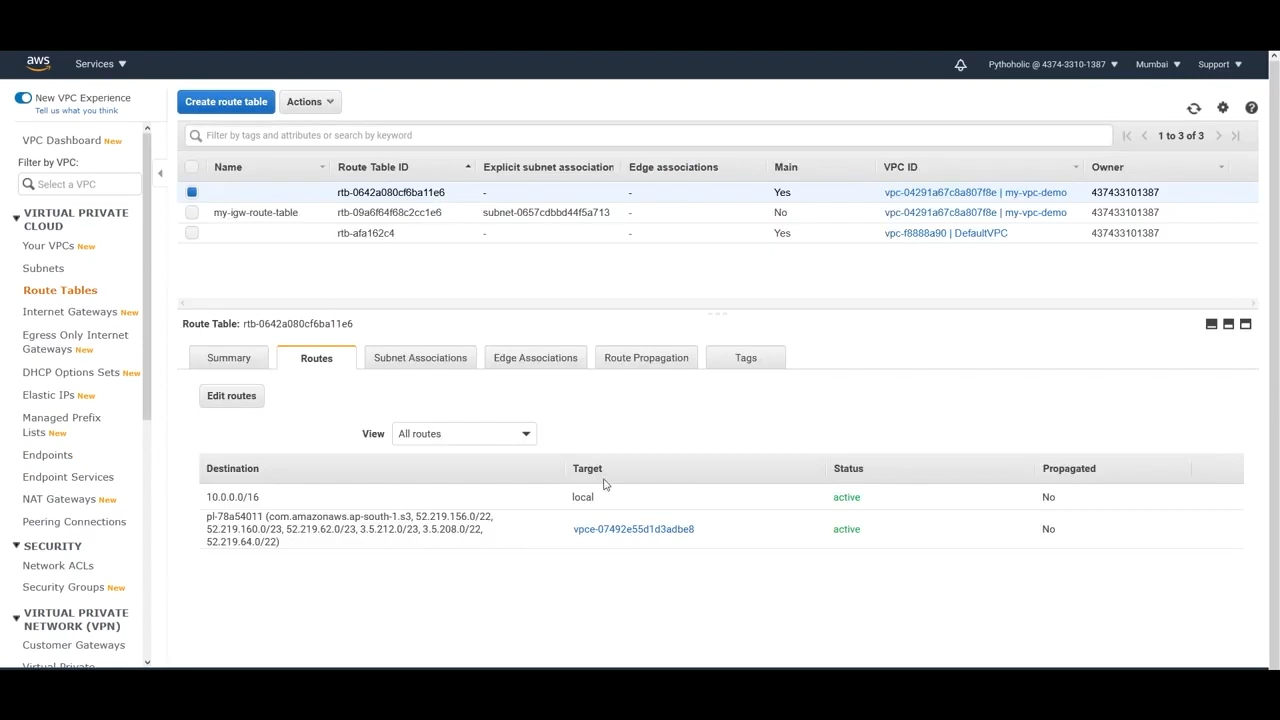 aws Services Pythoholic @ 4374-3310-1387 Mumbai Support
New VPC Experience
Tell us what you think
VPC Dashboard New
Filter by VPC:
Select a VPC
VIRTUAL PRIVATE
CLOUD
Your VPCs New
Subnets
Route Tables
Internet Gateways New
Egress Only Internet
Gateways New
DHCP Options Sets New
Elastic IPs New
Managed Prefix
Lists New
Endpoints
Endpoint Services
NAT Gateways New
Peering Connections
SECURITY
Network ACLs
Security Groups New
VIRTUAL PRIVATE
NETWORK (VPN)
Customer Gateways
Virtual Private
Create route table Actions
Filter by tags and attributes or search by keyword
1 to 3 of 3
Name Route Table ID Explicit subnet association Edge associations Main VPC ID Owner
rtb-0642a080cf6ba11e6 - - Yes vpc-04291a67c8a807f8e | my-vpc-demo 437433101387
my-igw-route-table rtb-09a6f64f68c2cc1e6 subnet-0657cdbbd44f5a713 - No vpc-04291a67c8a807f8e | my-vpc-demo 437433101387
rtb-afa162c4 - - Yes vpc-f8888a90 | DefaultVPC 437433101387
Route Table: rtb-0642a080cf6ba11e6
Summary Routes Subnet Associations Edge Associations Route Propagation Tags
Edit routes
View All routes
Destination Target Status Propagated
10.0.0.0/16 local active No
pl-78a54011 (com.amazonaws.ap-south-1.s3, 52.219.156.0/22,
52.219.160.0/23, 52.219.62.0/23, 3.5.212.0/23, 3.5.208.0/22, vpce-07492e55d1d3adbe8 active No
52.219.64.0/22)